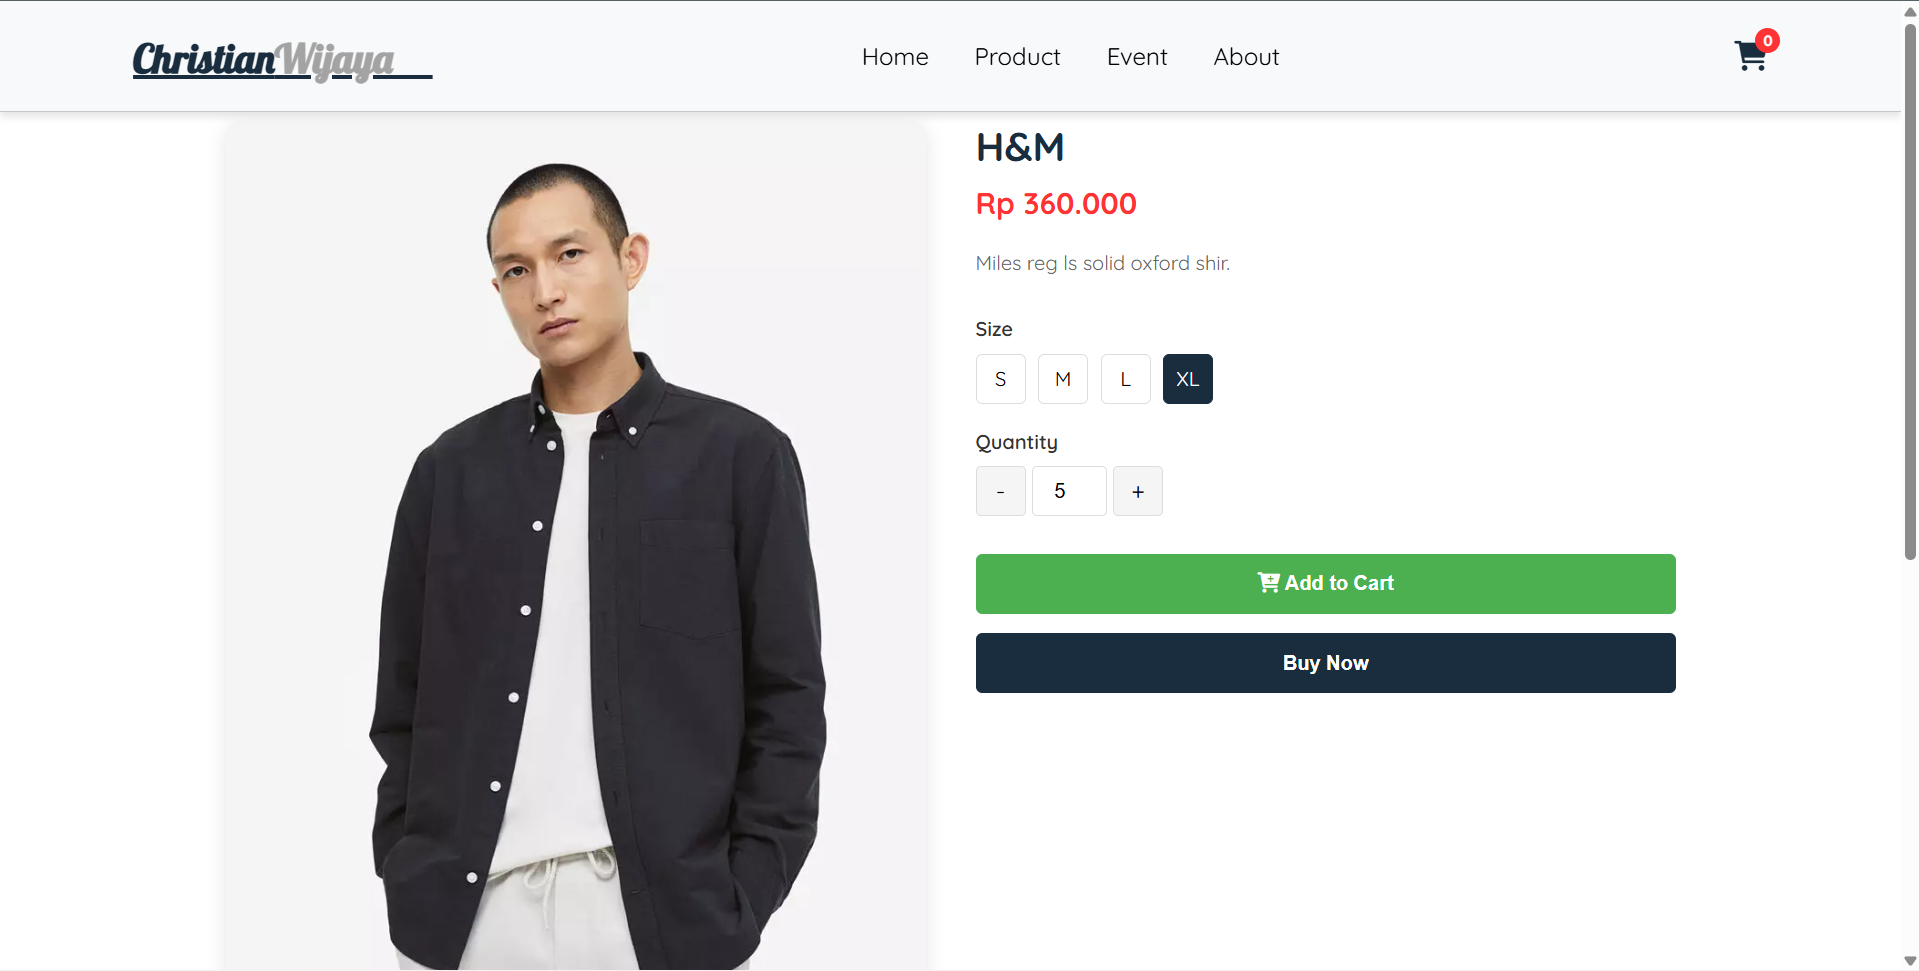 ChristianWijaya
Home Product Event About
0
H&M
Rp 360.000
Miles reg ls solid oxford shir.
Size
S M L XL
Quantity
- 5 +
Add to Cart
Buy Now